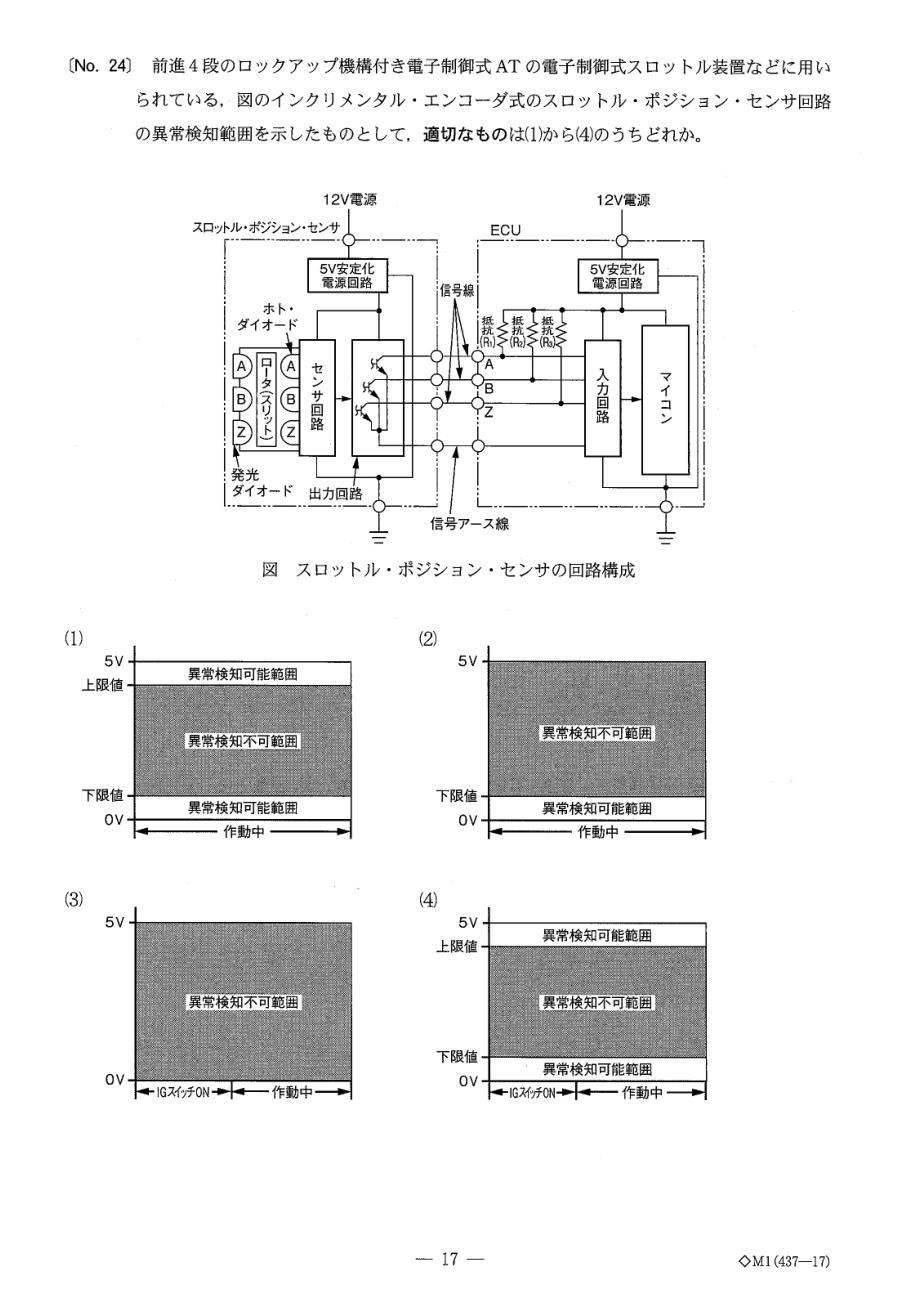 〔No. 24〕 前進4段のロックアップ機構付き電子制御式ATの電子制御式スロットル装置などに用い
られている，図のインクリメンタル・エンコーダ式のスロットル・ポジション・センサ回路
の異常検知範囲を示したものとして，適切なものは(1)から(4)のうちどれか。
12V電源
12V電源
スロットル・ポジション・センサ
ECU
5V安定化
電源回路
5V安定化
電源回路
信号線
ホト・
ダイオード
抵抗(R₁)
抵抗(R₂)
抵抗(R₃)
A
B
Z
ロータ(スリット)
A
B
Z
センサ回路
A
B
Z
入力回路
マイコン
発光
ダイオード
出力回路
信号アース線
図 スロットル・ポジション・センサの回路構成
(1)
5V
上限値
下限値
0V
異常検知可能範囲
異常検知不可範囲
異常検知可能範囲
作動中
(2)
5V
下限値
0V
異常検知不可範囲
異常検知可能範囲
作動中
(3)
5V
0V
異常検知不可範囲
IGスイッチON
作動中
(4)
5V
上限値
下限値
0V
異常検知可能範囲
異常検知不可範囲
異常検知可能範囲
IGスイッチON
作動中
— 17 —
◇M1(437—17)